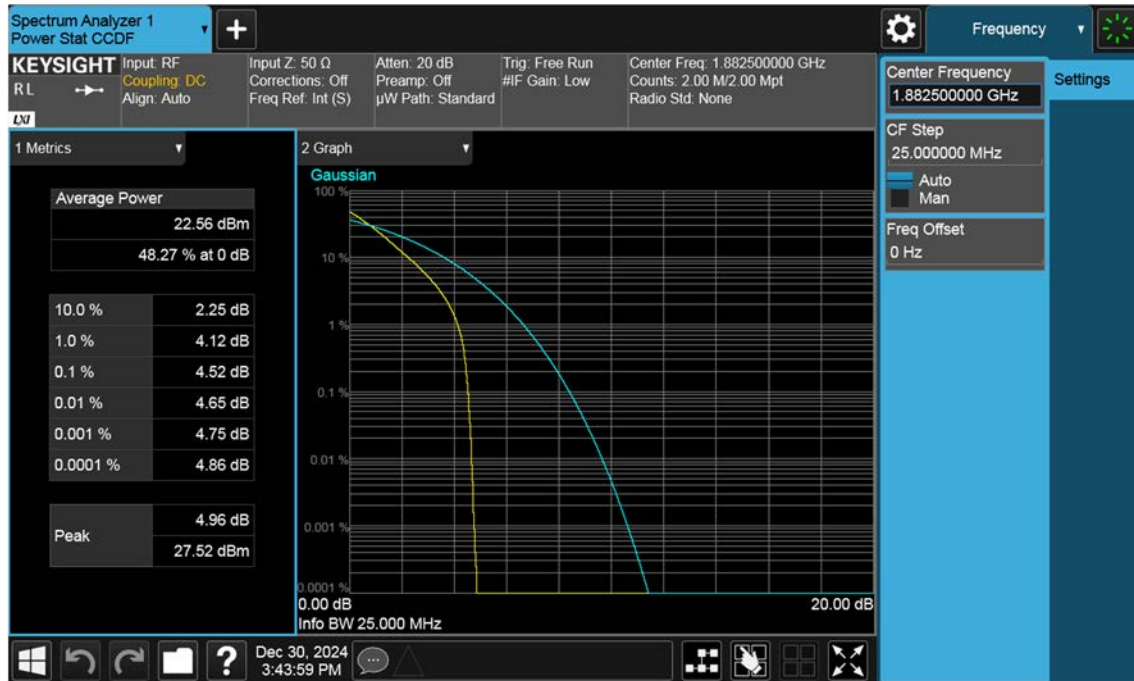 Spectrum Analyzer 1
Power Stat CCDF
+
Frequency
KEYSIGHT
RL
LXI
Input: RF
Coupling: DC
Align: Auto
Input Z: 50 Ω
Corrections: Off
Freq Ref: Int (S)
Atten: 20 dB
Preamp: Off
µW Path: Standard
Trig: Free Run
#IF Gain: Low
Center Freq: 1.882500000 GHz
Counts: 2.00 M/2.00 Mpt
Radio Std: None
Center Frequency
1.882500000 GHz
Settings
CF Step
25.000000 MHz
Auto
Man
Freq Offset
0 Hz
1 Metrics
Average Power
22.56 dBm
48.27 % at 0 dB
10.0 % 2.25 dB
1.0 % 4.12 dB
0.1 % 4.52 dB
0.01 % 4.65 dB
0.001 % 4.75 dB
0.0001 % 4.86 dB
Peak
4.96 dB
27.52 dBm
2 Graph
Gaussian
100 %
10 %
1 %
0.1 %
0.01 %
0.001 %
0.0001 %
0.00 dB 20.00 dB
Info BW 25.000 MHz
?
Dec 30, 2024
3:43:59 PM